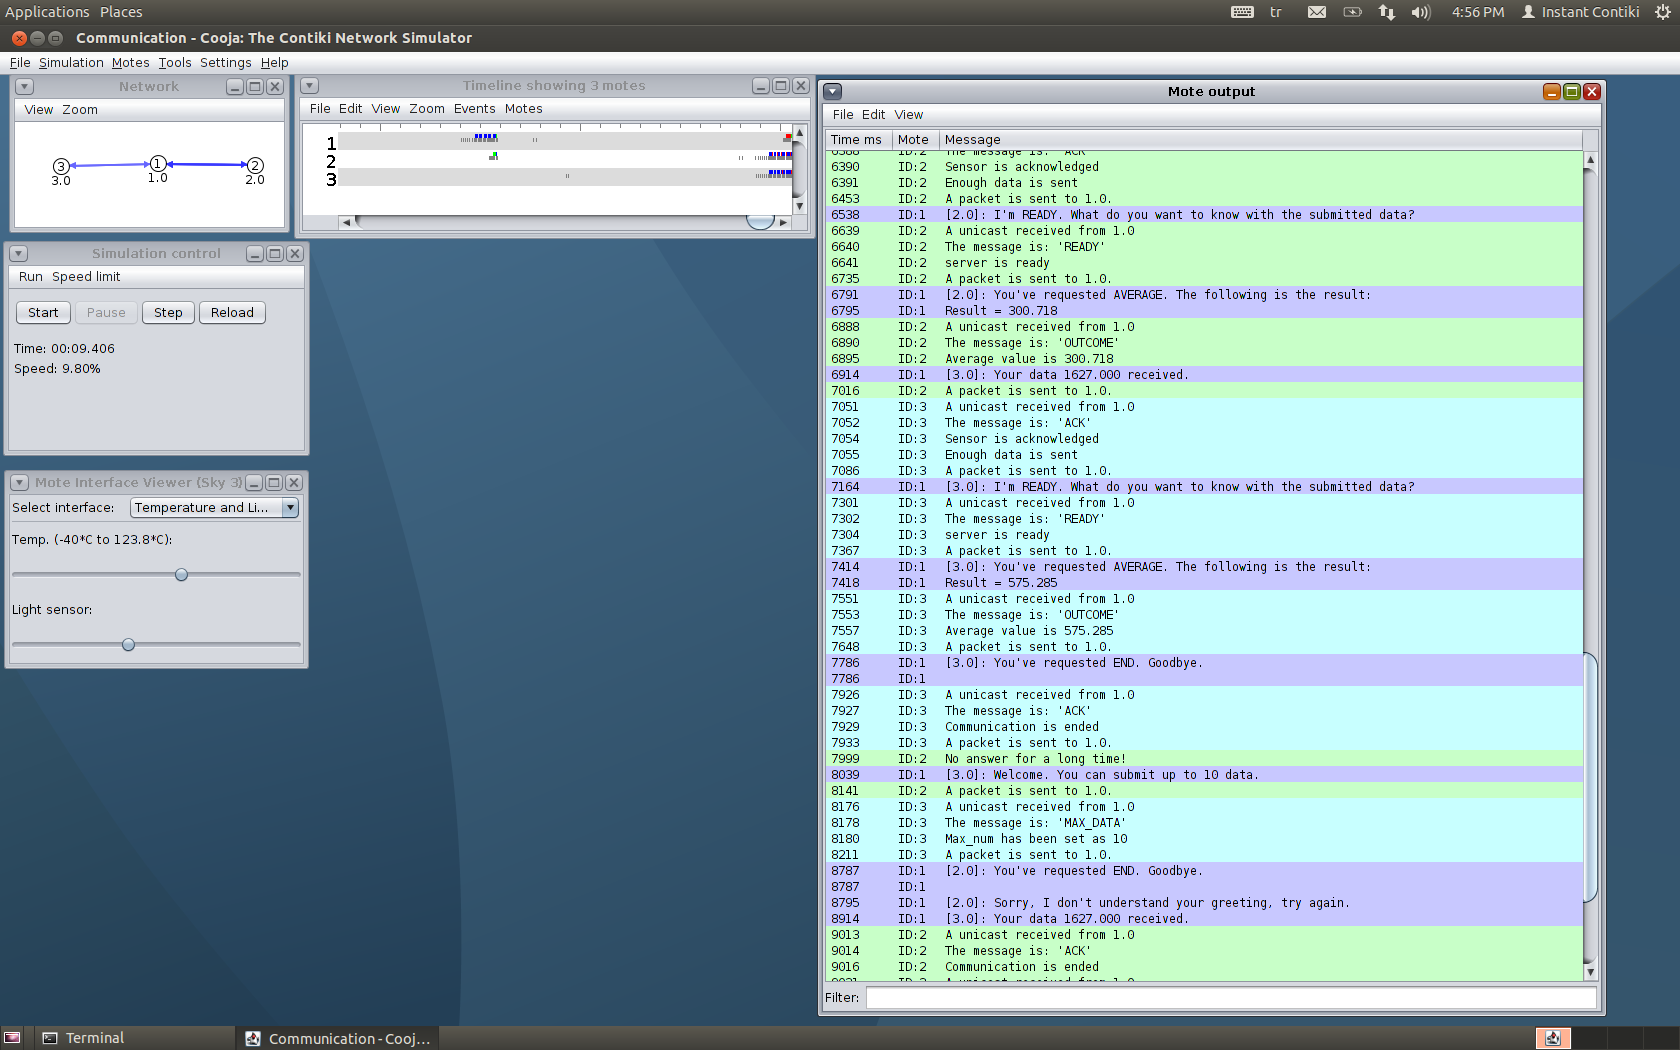 Applications Places
tr 4:56 PM Instant Contiki
Communication - Cooja: The Contiki Network Simulator
File Simulation Motes Tools Settings Help
Network
View Zoom
3 1 2
3.0 1.0 2.0
Timeline showing 3 motes
File Edit View Zoom Events Motes
1
2
3
Simulation control
Run Speed limit
Start Pause Step Reload
Time: 00:09.406
Speed: 9.80%
Mote Interface Viewer (Sky 3)
Select interface: Temperature and Li...
Temp. (-40*C to 123.8*C):
Light sensor:
Mote output
File Edit View
Time ms Mote Message
6388 ID:2 The message is: 'ACK'
6390 ID:2 Sensor is acknowledged
6391 ID:2 Enough data is sent
6453 ID:2 A packet is sent to 1.0.
6538 ID:1 [2.0]: I'm READY. What do you want to know with the submitted data?
6639 ID:2 A unicast received from 1.0
6640 ID:2 The message is: 'READY'
6641 ID:2 server is ready
6735 ID:2 A packet is sent to 1.0.
6791 ID:1 [2.0]: You've requested AVERAGE. The following is the result:
6795 ID:1 Result = 300.718
6888 ID:2 A unicast received from 1.0
6890 ID:2 The message is: 'OUTCOME'
6895 ID:2 Average value is 300.718
6914 ID:1 [3.0]: Your data 1627.000 received.
7016 ID:2 A packet is sent to 1.0.
7051 ID:3 A unicast received from 1.0
7052 ID:3 The message is: 'ACK'
7054 ID:3 Sensor is acknowledged
7055 ID:3 Enough data is sent
7086 ID:3 A packet is sent to 1.0.
7164 ID:1 [3.0]: I'm READY. What do you want to know with the submitted data?
7301 ID:3 A unicast received from 1.0
7302 ID:3 The message is: 'READY'
7304 ID:3 server is ready
7367 ID:3 A packet is sent to 1.0.
7414 ID:1 [3.0]: You've requested AVERAGE. The following is the result:
7418 ID:1 Result = 575.285
7551 ID:3 A unicast received from 1.0
7553 ID:3 The message is: 'OUTCOME'
7557 ID:3 Average value is 575.285
7648 ID:3 A packet is sent to 1.0.
7786 ID:1 [3.0]: You've requested END. Goodbye.
7786 ID:1
7926 ID:3 A unicast received from 1.0
7927 ID:3 The message is: 'ACK'
7929 ID:3 Communication is ended
7933 ID:3 A packet is sent to 1.0.
7999 ID:2 No answer for a long time!
8039 ID:1 [3.0]: Welcome. You can submit up to 10 data.
8141 ID:2 A packet is sent to 1.0.
8176 ID:3 A unicast received from 1.0
8178 ID:3 The message is: 'MAX_DATA'
8180 ID:3 Max_num has been set as 10
8211 ID:3 A packet is sent to 1.0.
8787 ID:1 [2.0]: You've requested END. Goodbye.
8787 ID:1
8795 ID:1 [2.0]: Sorry, I don't understand your greeting, try again.
8914 ID:1 [3.0]: Your data 1627.000 received.
9013 ID:2 A unicast received from 1.0
9014 ID:2 The message is: 'ACK'
9016 ID:2 Communication is ended
Filter:
Terminal
Communication - Cooj...